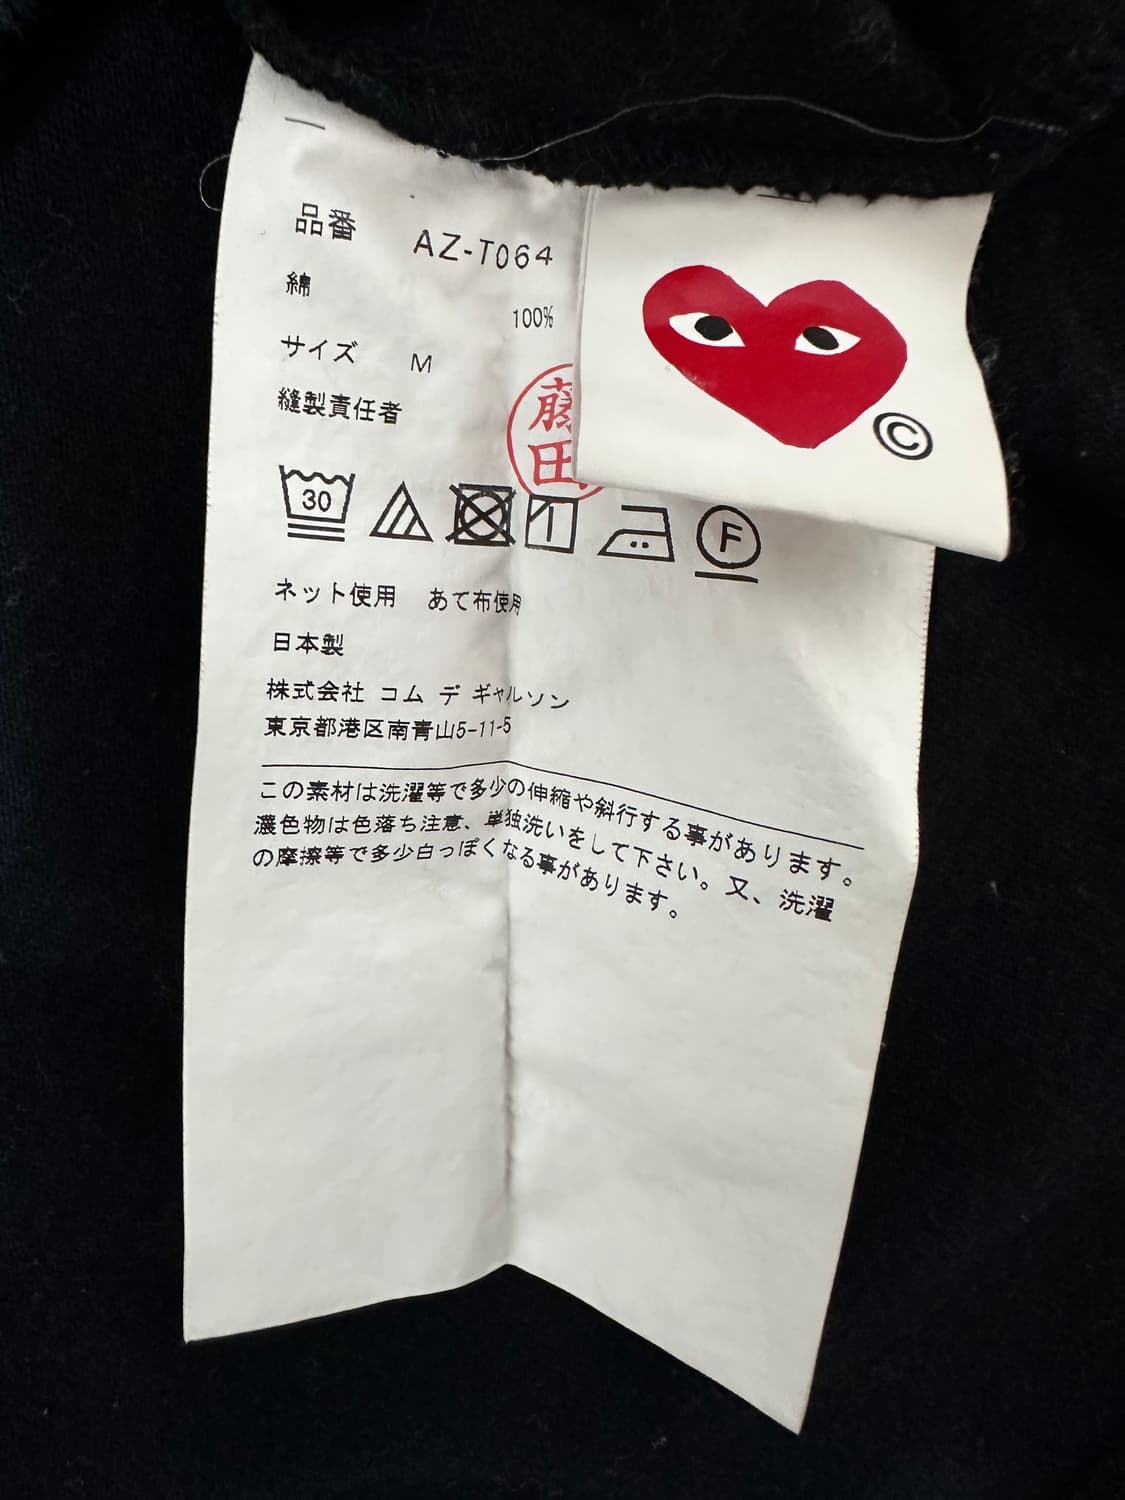 品番 AZ-T064
綿 100%
サイズ M
縫製責任者
藤田
30
F
©
ネット使用 あて布使用
日本製
株式会社 コム デ ギャルソン
東京都港区南青山5-11-5
この素材は洗濯等で多少の伸縮や斜行する事があります。
濃色物は色落ち注意、単独洗いをして下さい。又、洗濯
の摩擦等で多少白っぽくなる事があります。